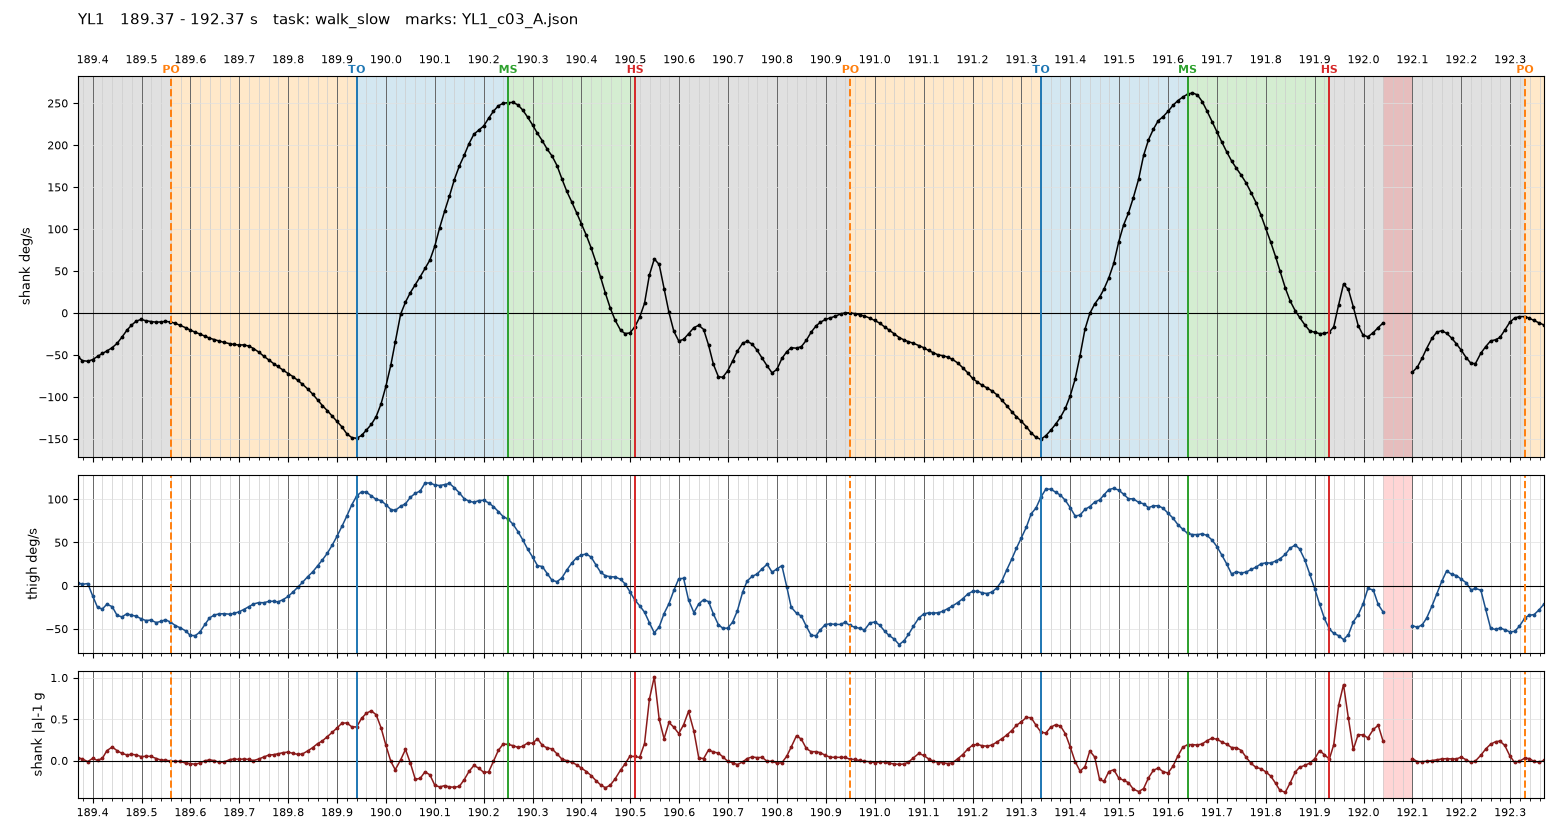 YL1   189.37 - 192.37 s   task: walk_slow   marks: YL1_c03_A.json
189.4 189.5 189.6 189.7 189.8 189.9 190.0 190.1 190.2 190.3 190.4 190.5 190.6 190.7 190.8 190.9 191.0 191.1 191.2 191.3 191.4 191.5 191.6 191.7 191.8 191.9 192.0 192.1 192.2 192.3
PO TO MS HS PO TO MS HS PO
shank deg/s
250
200
150
100
50
0
−50
−100
−150
thigh deg/s
100
50
0
−50
shank |a|-1 g
1.0
0.5
0.0
189.4 189.5 189.6 189.7 189.8 189.9 190.0 190.1 190.2 190.3 190.4 190.5 190.6 190.7 190.8 190.9 191.0 191.1 191.2 191.3 191.4 191.5 191.6 191.7 191.8 191.9 192.0 192.1 192.2 192.3